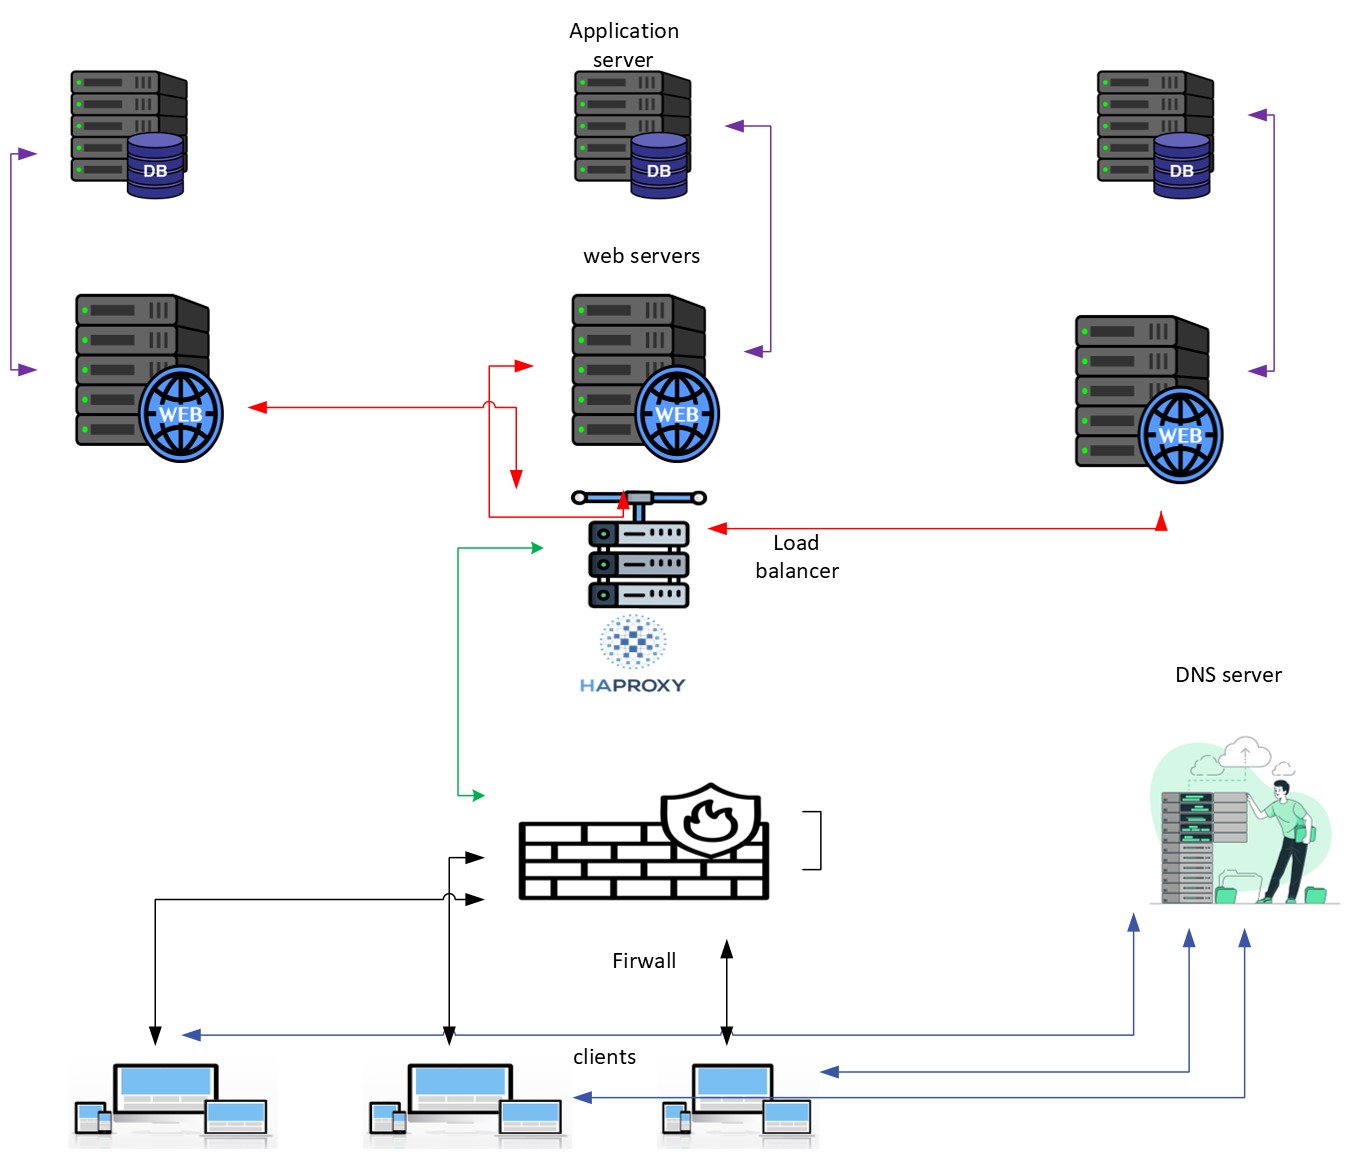 Application
server
DB
DB
DB
web servers
WEB
WEB
WEB
Load
balancer
HAPROXY
DNS server
Firwall
clients